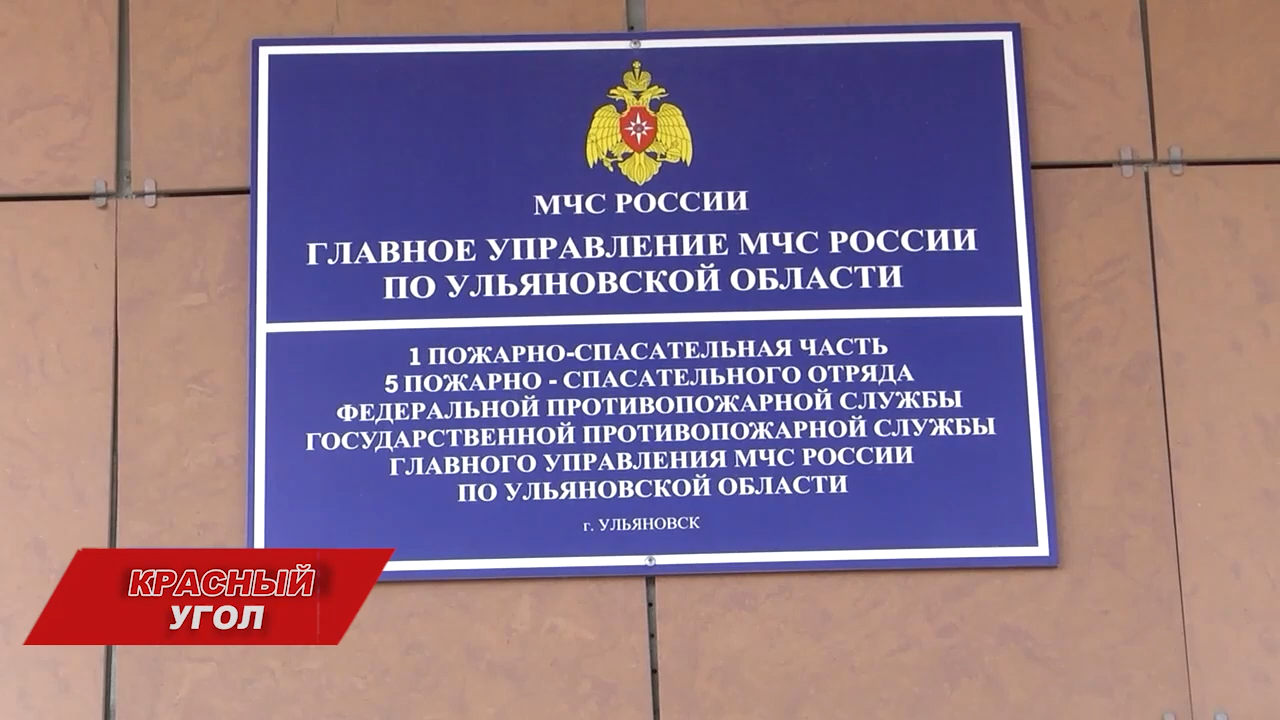 МЧС РОССИИ
ГЛАВНОЕ УПРАВЛЕНИЕ МЧС РОССИИ
ПО УЛЬЯНОВСКОЙ ОБЛАСТИ
1 ПОЖАРНО-СПАСАТЕЛЬНАЯ ЧАСТЬ
5 ПОЖАРНО - СПАСАТЕЛЬНОГО ОТРЯДА
ФЕДЕРАЛЬНОЙ ПРОТИВОПОЖАРНОЙ СЛУЖБЫ
ГОСУДАРСТВЕННОЙ ПРОТИВОПОЖАРНОЙ СЛУЖБЫ
ГЛАВНОГО УПРАВЛЕНИЯ МЧС РОССИИ
ПО УЛЬЯНОВСКОЙ ОБЛАСТИ
г. УЛЬЯНОВСК
КРАСНЫЙ
УГОЛ